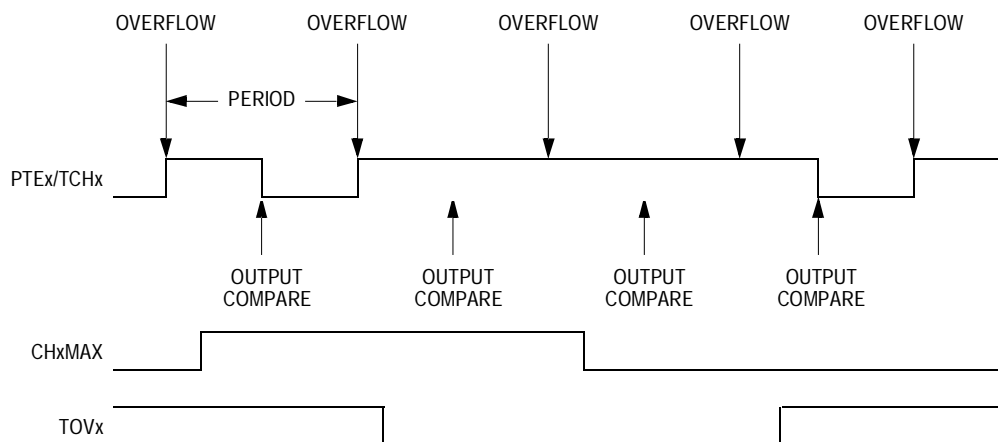 OVERFLOW OVERFLOW OVERFLOW OVERFLOW OVERFLOW
PERIOD
PTEx/TCHx
OUTPUT OUTPUT OUTPUT OUTPUT
COMPARE COMPARE COMPARE COMPARE
CHxMAX
TOVx